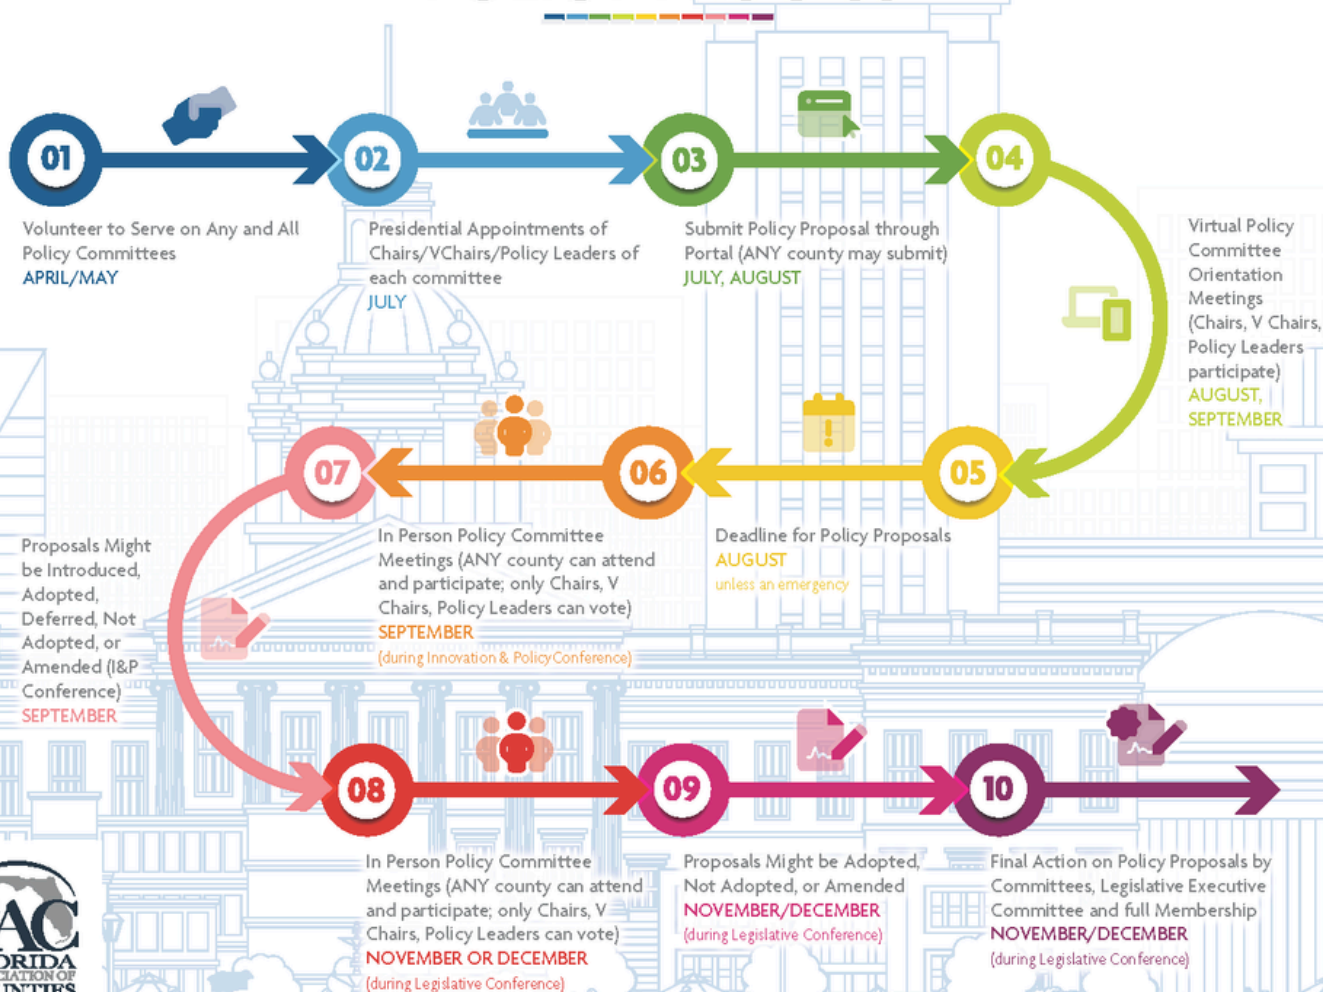 01
02
03
04
Volunteer to Serve on Any and All
Policy Committees
APRIL/MAY
Presidential Appointments of
Chairs/VChairs/Policy Leaders of
each committee
JULY
Submit Policy Proposal through
Portal (ANY county may submit)
JULY, AUGUST
Virtual Policy
Committee
Orientation
Meetings
(Chairs, V Chairs,
Policy Leaders
participate)
AUGUST,
SEPTEMBER
07
06
05
Proposals Might
be Introduced,
Adopted,
Deferred, Not
Adopted, or
Amended (I&P
Conference)
SEPTEMBER
In Person Policy Committee
Meetings (ANY county can attend
and participate; only Chairs, V
Chairs, Policy Leaders can vote)
SEPTEMBER
(during Innovation & PolicyConference)
Deadline for Policy Proposals
AUGUST
unless an emergency
08
09
10
In Person Policy Committee
Meetings (ANY county can attend
and participate; only Chairs, V
Chairs, Policy Leaders can vote)
NOVEMBER OR DECEMBER
(during Legislative Conference)
Proposals Might be Adopted,
Not Adopted, or Amended
NOVEMBER/DECEMBER
(during Legislative Conference)
Final Action on Policy Proposals by
Committees, Legislative Executive
Committee and full Membership
NOVEMBER/DECEMBER
(during Legislative Conference)
AC
ORIDA
CIATION OF
UNTIES